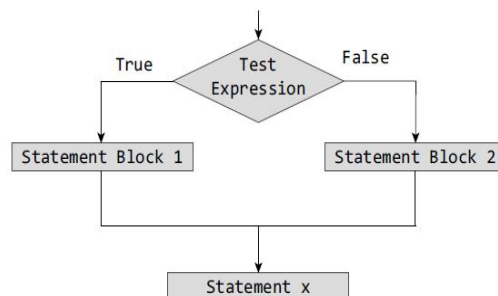 True
Test
Expression
False
Statement Block 1
Statement Block 2
Statement x